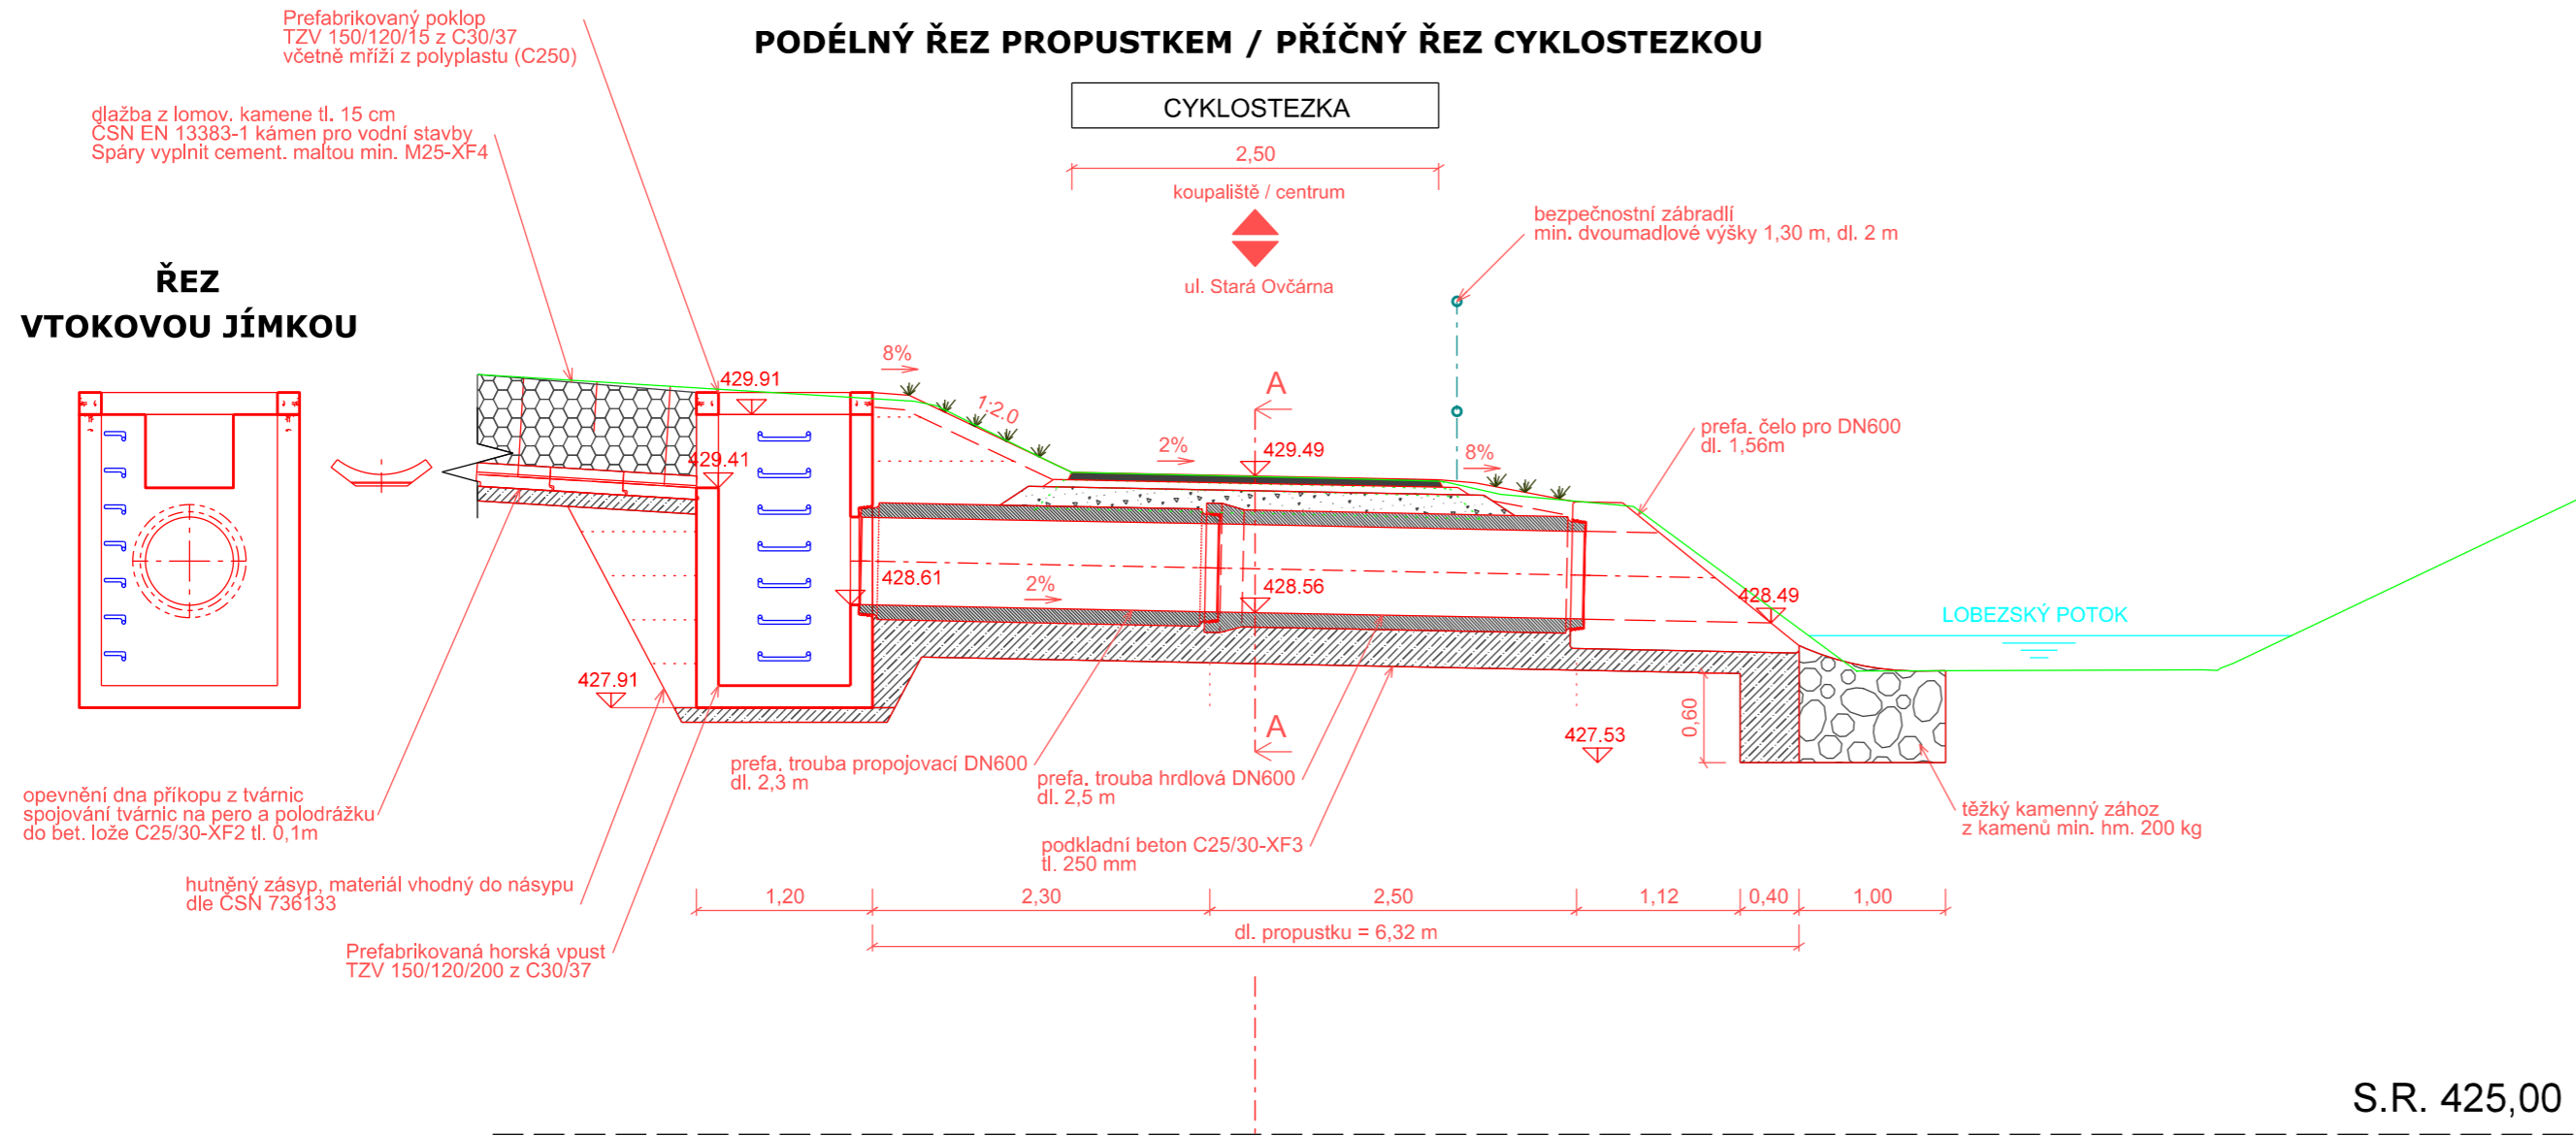 Prefabrikovaný poklop
TZV 150/120/15 z C30/37
včetně mříží z polyplastu (C250)
PODÉLNÝ ŘEZ PROPUSTKEM / PŘÍČNÝ ŘEZ CYKLOSTEZKOU
CYKLOSTEZKA
dlažba z lomov. kamene tl. 15 cm
ČSN EN 13383-1 kámen pro vodní stavby
Spáry vyplnit cement. maltou min. M25-XF4
2,50
koupaliště / centrum
ul. Stará Ovčárna
bezpečnostní zábradlí
min. dvoumadlové výšky 1,30 m, dl. 2 m
ŘEZ
VTOKOVOU JÍMKOU
8%
429.91
A
1:2.0
2%
429.49
8%
429.41
prefa. čelo pro DN600
dl. 1,56m
428.61
2%
428.56
428.49
LOBEZSKÝ POTOK
427.91
A
427.53
0,60
prefa. trouba propojovací DN600
dl. 2,3 m
prefa. trouba hrdlová DN600
dl. 2,5 m
opevnění dna příkopu z tvárnic
spojování tvárnic na pero a polodrážku
do bet. lože C25/30-XF2 tl. 0,1m
těžký kamenný zához
z kamenů min. hm. 200 kg
podkladní beton C25/30-XF3
tl. 250 mm
hutněný zásyp, materiál vhodný do násypu
dle ČSN 736133
1,20
2,30
2,50
1,12
0,40
1,00
dl. propustku = 6,32 m
Prefabrikovaná horská vpust
TZV 150/120/200 z C30/37
S.R. 425,00